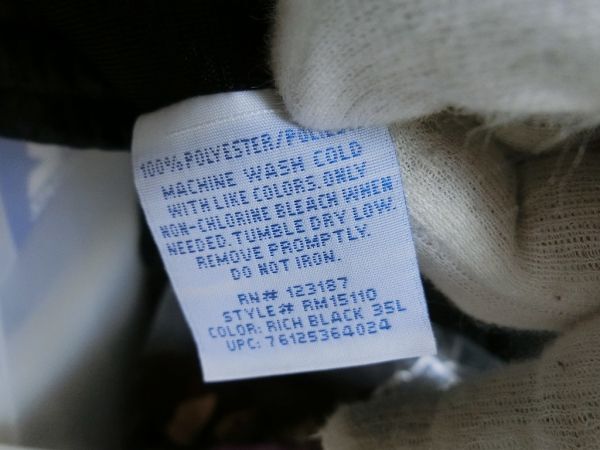 100% POLYESTER/
MACHINE WASH COLD
WITH LIKE COLORS. ONLY
NON-CHLORINE BLEACH WHEN
NEEDED. TUMBLE DRY LOW.
REMOVE PROMPTLY.
DO NOT IRON.
RN# 123187
STYLE# RM15110
COLOR: RICH BLACK 35L
UPC: 76125364024